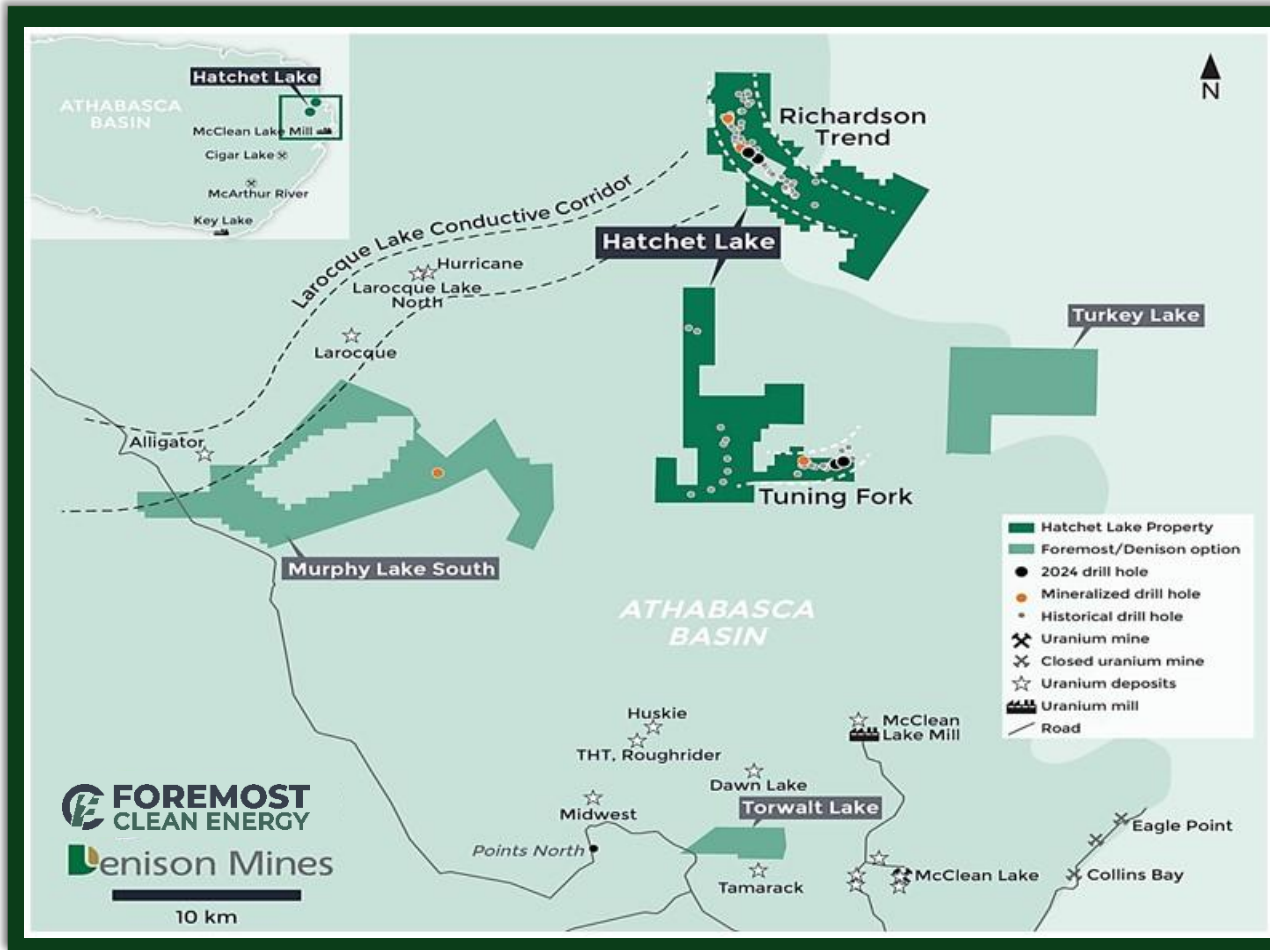 Hatchet Lake
ATHABASCA
BASIN
McClean Lake Mill
Cigar Lake
McArthur River
Key Lake
N
Richardson
Trend
Larocque Lake Conductive Corridor
Hatchet Lake
Hurricane
Larocque Lake
North
Larocque
Turkey Lake
Alligator
Tuning Fork
Murphy Lake South
Hatchet Lake Property
Foremost/Denison option
2024 drill hole
Mineralized drill hole
Historical drill hole
Uranium mine
Closed uranium mine
Uranium deposits
Uranium mill
Road
ATHABASCA
BASIN
Huskie
THT, Roughrider
McClean
Lake Mill
Dawn Lake
Torwalt Lake
Midwest
Points North
Tamarack
McClean Lake
Eagle Point
Collins Bay
FOREMOST
CLEAN ENERGY
Denison Mines
10 km